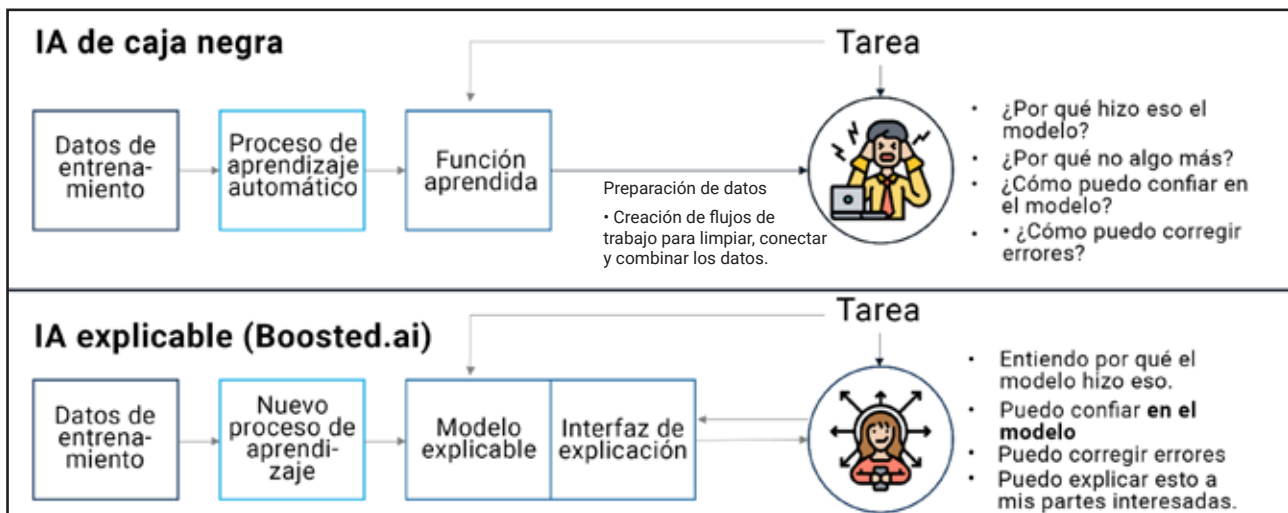 IA de caja negra
Tarea
Datos de
entrena-
miento
Proceso de
aprendizaje
automático
Función
aprendida
Preparación de datos
• Creación de flujos de
trabajo para limpiar, conectar
y combinar los datos.
• ¿Por qué hizo eso el
modelo?
• ¿Por qué no algo más?
• ¿Cómo puedo confiar en
el modelo?
• • ¿Cómo puedo corregir
errores?
IA explicable (Boosted.ai)
Tarea
Datos de
entrena-
miento
Nuevo
proceso de
aprendi-
zaje
Modelo
explicable
Interfaz de
explicación
• Entiendo por qué el
modelo hizo eso.
• Puedo confiar en el
modelo
• Puedo corregir errores
• Puedo explicar esto a
mis partes interesadas.